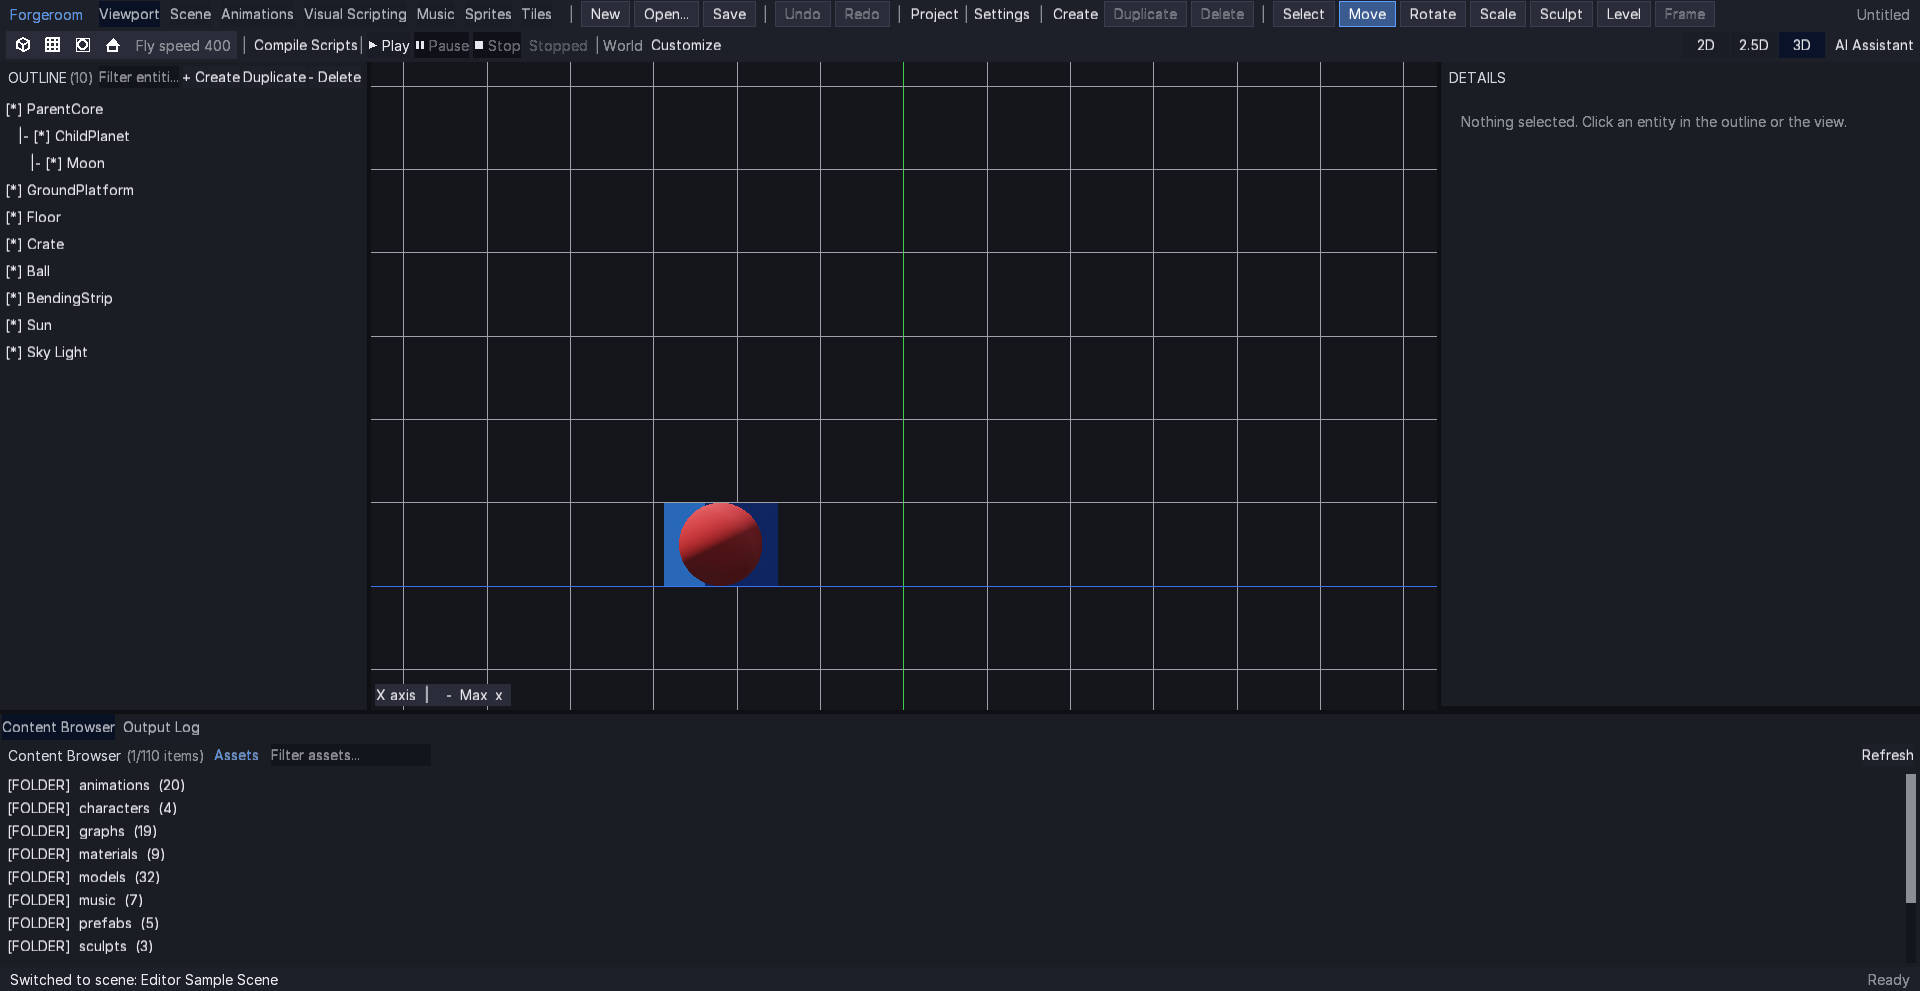 Forgeroom Viewport Scene Animations Visual Scripting Music Sprites Tiles | New Open... Save | Undo Redo | Project | Settings | Create Duplicate Delete | Select Move Rotate Scale Sculpt Level Frame Untitled
Fly speed 400 | Compile Scripts | Play Pause Stop Stopped | World Customize 2D 2.5D 3D AI Assistant
OUTLINE (10) Filter entiti... + Create Duplicate - Delete
DETAILS
[*] ParentCore
|- [*] ChildPlanet
|- [*] Moon
[*] GroundPlatform
[*] Floor
[*] Crate
[*] Ball
[*] BendingStrip
[*] Sun
[*] Sky Light
Nothing selected. Click an entity in the outline or the view.
X axis | - Max x
Content Browser Output Log
Content Browser (1/110 items) Assets Filter assets... Refresh
[FOLDER] animations (20)
[FOLDER] characters (4)
[FOLDER] graphs (19)
[FOLDER] materials (9)
[FOLDER] models (32)
[FOLDER] music (7)
[FOLDER] prefabs (5)
[FOLDER] sculpts (3)
Switched to scene: Editor Sample Scene Ready